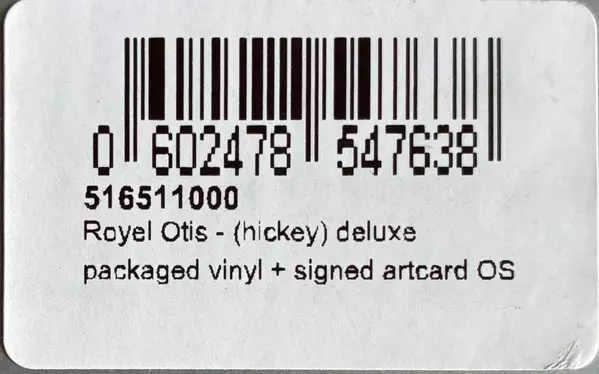 0 602478 547638
516511000
Royel Otis - (hickey) deluxe
packaged vinyl + signed artcard OS